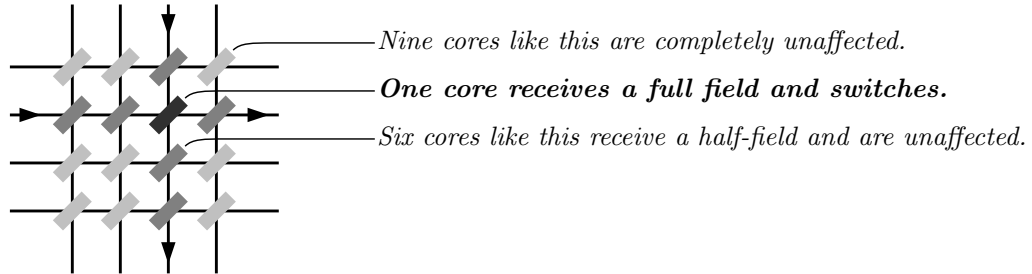 Nine cores like this are completely unaffected.
One core receives a full field and switches.
Six cores like this receive a half-field and are unaffected.